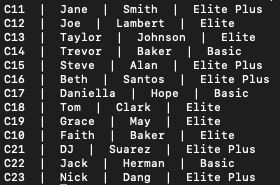 C11 | Jane | Smith | Elite Plus
C12 | Joe | Lambert | Elite
C13 | Taylor | Johnson | Elite
C14 | Trevor | Baker | Basic
C15 | Steve | Alan | Elite Plus
C16 | Beth | Santos | Elite Plus
C17 | Daniella | Hope | Basic
C18 | Tom | Clark | Elite
C19 | Grace | May | Elite
C10 | Faith | Baker | Elite
C21 | DJ | Suarez | Elite Plus
C22 | Jack | Herman | Basic
C23 | Nick | Dang | Elite Plus